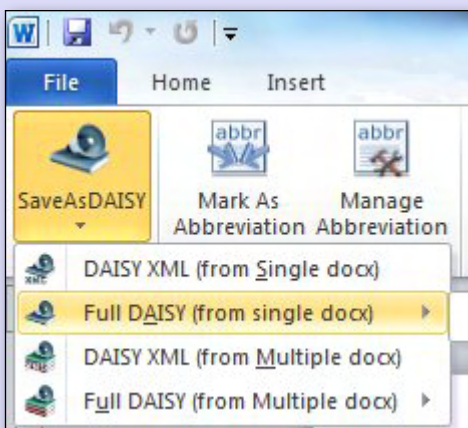 W
File Home Insert
abbr abbr
SaveAsDAISY Mark As Manage
Abbreviation Abbreviation
XML DAISY XML (from Single docx)
Full DAISY (from single docx)
DAISY XML (from Multiple docx)
Full DAISY (from Multiple docx)